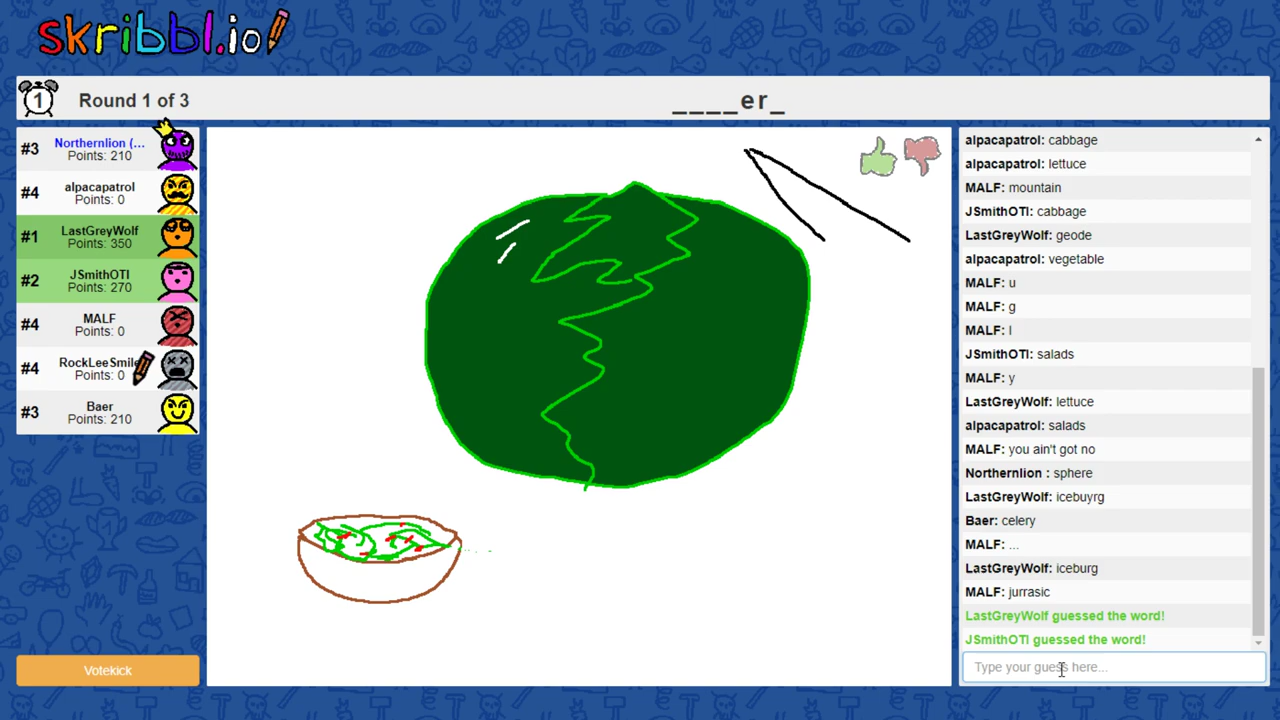 skribbl.io
1
Round 1 of 3
____er_
#3
Northernlion (...
Points: 210
#4
alpacapatrol
Points: 0
#1
LastGreyWolf
Points: 350
#2
JSmithOTI
Points: 270
#4
MALF
Points: 0
#4
RockLeeSmile
Points: 0
#3
Baer
Points: 210
Votekick
alpacapatrol: cabbage
alpacapatrol: lettuce
MALF: mountain
JSmithOTI: cabbage
LastGreyWolf: geode
alpacapatrol: vegetable
MALF: u
MALF: g
MALF: l
JSmithOTI: salads
MALF: y
LastGreyWolf: lettuce
alpacapatrol: salads
MALF: you ain't got no
Northernlion : sphere
LastGreyWolf: icebuyrg
Baer: celery
MALF: ...
LastGreyWolf: iceburg
MALF: jurrasic
LastGreyWolf guessed the word!
JSmithOTI guessed the word!
Type your guess here...